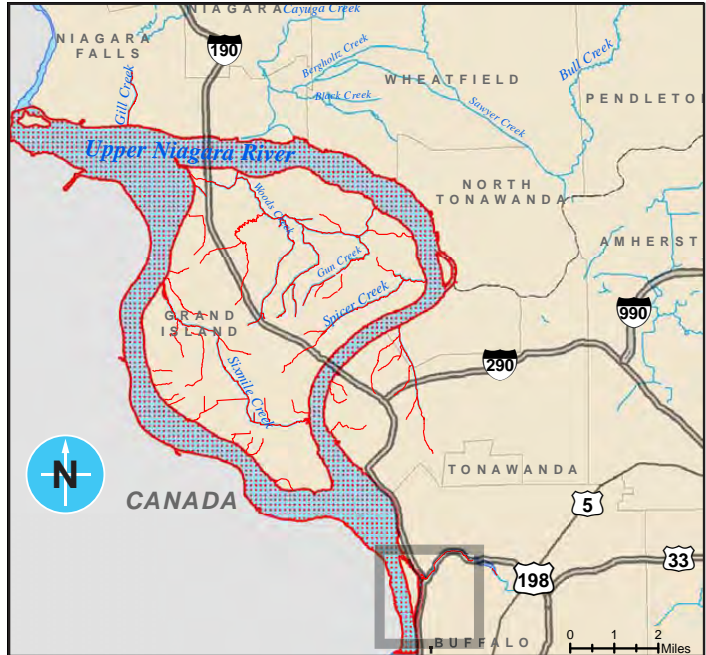 NIAGARA
Cayuga Creek
NIAGARA
FALLS
190
Bergholtz Creek
Bull Creek
WHEATFIELD
Gill Creek
Black Creek
PENDLETO
Sawyer Creek
Upper Niagara River
NORTH
TONAWANDA
Woods Creek
AMHERST
Gun Creek
Spicer Creek
GRAND
ISLAND
990
290
Sixmile Creek
N
TONAWANDA
CANADA
5
33
198
BUFFALO
0 1 2
Miles